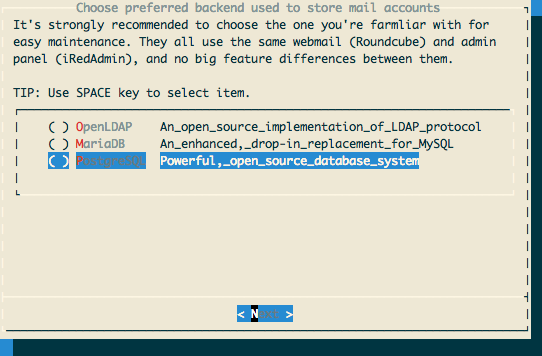 Choose preferred backend used to store mail accounts
It's strongly recommended to choose the one you're farmliar with for
easy maintenance. They all use the same webmail (Roundcube) and admin
panel (iRedAdmin), and no big feature differences between them.
TIP: Use SPACE key to select item.
( ) OpenLDAP An_open_source_implementation_of_LDAP_protocol
( ) MariaDB An_enhanced,_drop-in_replacement_for_MySQL
( ) PostgreSQL Powerful,_open_source_database_system
< Next >